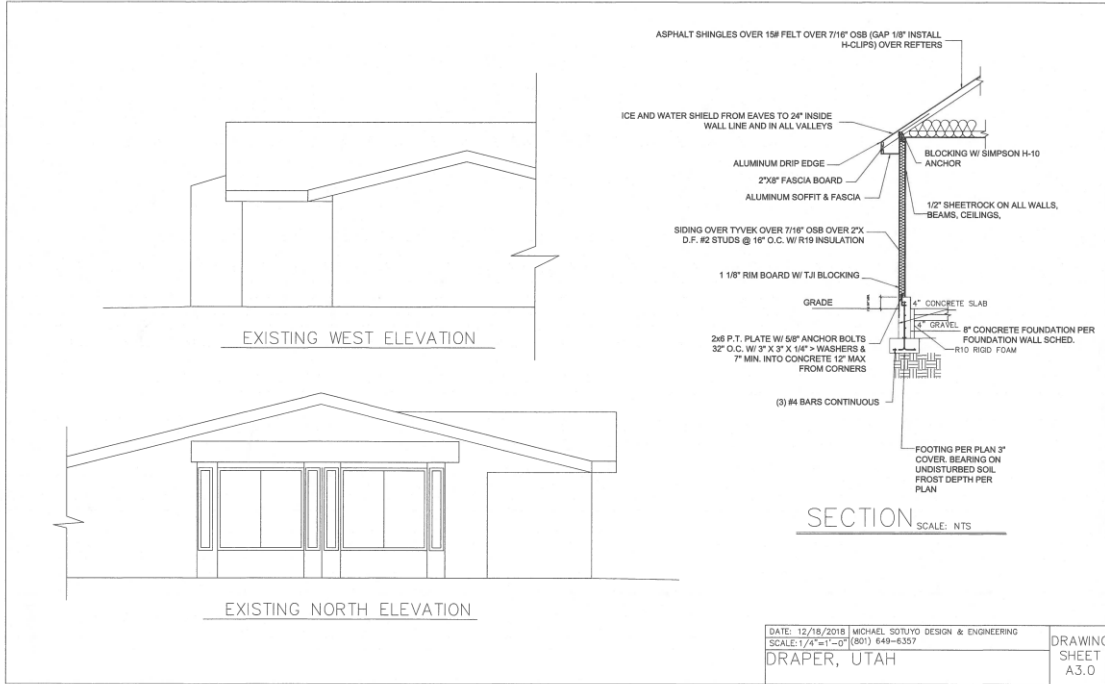 ASPHALT SHINGLES OVER 15# FELT OVER 7/16" OSB (GAP 1/8" INSTALL
H-CLIPS) OVER REFTERS
ICE AND WATER SHIELD FROM EAVES TO 24" INSIDE
WALL LINE AND IN ALL VALLEYS
BLOCKING W/ SIMPSON H-10
ANCHOR
ALUMINUM DRIP EDGE
2"X8" FASCIA BOARD
ALUMINUM SOFFIT & FASCIA
1/2" SHEETROCK ON ALL WALLS,
BEAMS, CEILINGS,
SIDING OVER TYVEK OVER 7/16" OSB OVER 2"X
D.F. #2 STUDS @ 16" O.C. W/ R19 INSULATION
1 1/8" RIM BOARD W/ TJI BLOCKING
GRADE
4" CONCRETE SLAB
4" GRAVEL
8" CONCRETE FOUNDATION PER
FOUNDATION WALL SCHED.
R10 RIGID FOAM
2x6 P.T. PLATE W/ 5/8" ANCHOR BOLTS
32" O.C. W/ 3" X 3" X 1/4" > WASHERS &
7" MIN. INTO CONCRETE 12" MAX
FROM CORNERS
(3) #4 BARS CONTINUOUS
FOOTING PER PLAN 3"
COVER. BEARING ON
UNDISTURBED SOIL
FROST DEPTH PER
PLAN
SECTION SCALE: NTS
EXISTING WEST ELEVATION
EXISTING NORTH ELEVATION
DATE: 12/18/2018 MICHAEL SOTUYO DESIGN & ENGINEERING
SCALE: 1/4"=1'-0" (801) 649-6357
DRAPER, UTAH
DRAWING
SHEET
A3.0